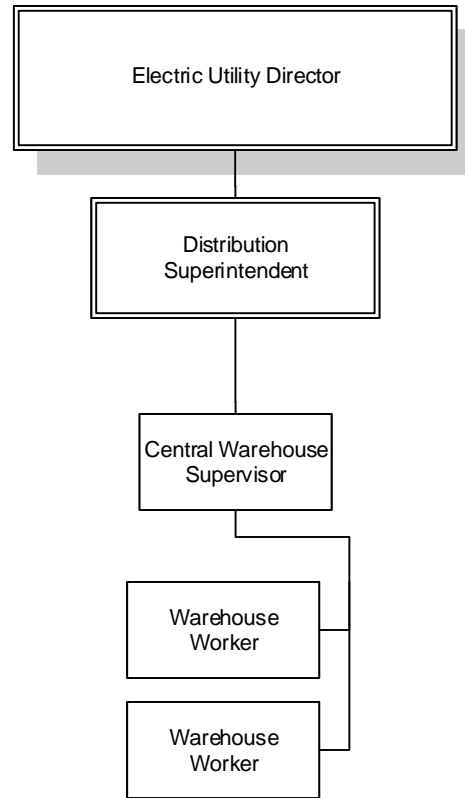 Electric Utility Director
Distribution
Superintendent
Central Warehouse
Supervisor
Warehouse
Worker
Warehouse
Worker